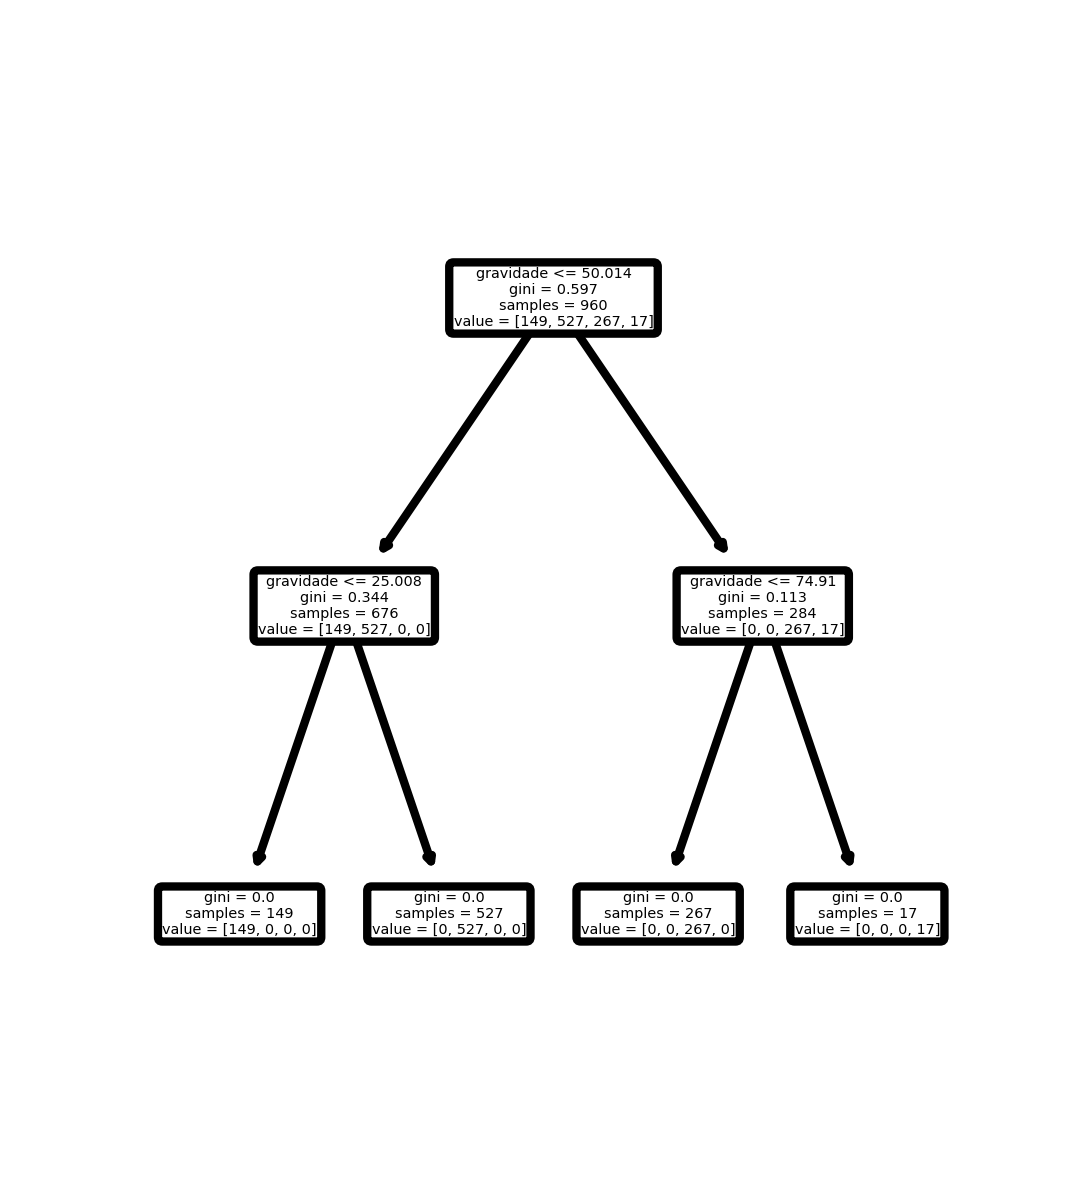 gravidade <= 50.014
gini = 0.597
samples = 960
value = [149, 527, 267, 17]
gravidade <= 25.008
gini = 0.344
samples = 676
value = [149, 527, 0, 0]
gravidade <= 74.91
gini = 0.113
samples = 284
value = [0, 0, 267, 17]
gini = 0.0
samples = 149
value = [149, 0, 0, 0]
gini = 0.0
samples = 527
value = [0, 527, 0, 0]
gini = 0.0
samples = 267
value = [0, 0, 267, 0]
gini = 0.0
samples = 17
value = [0, 0, 0, 17]